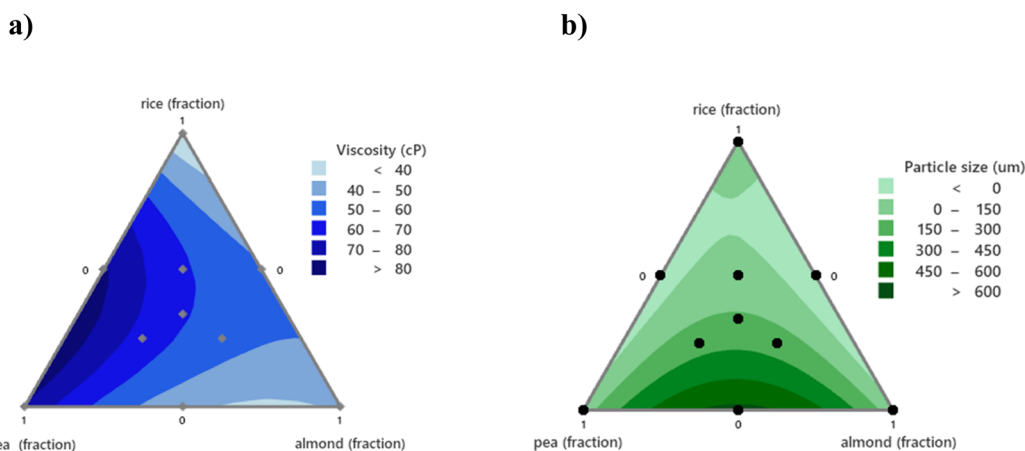 a)
rice (fraction)
1
Viscosity (cP)
< 40
40 – 50
50 – 60
60 – 70
70 – 80
> 80
0
0
1
0
1
ea (fraction)
almond (fraction)
b)
rice (fraction)
1
Particle size (um)
< 0
0 – 150
150 – 300
300 – 450
450 – 600
> 600
0
0
1
0
1
pea (fraction)
almond (fraction)